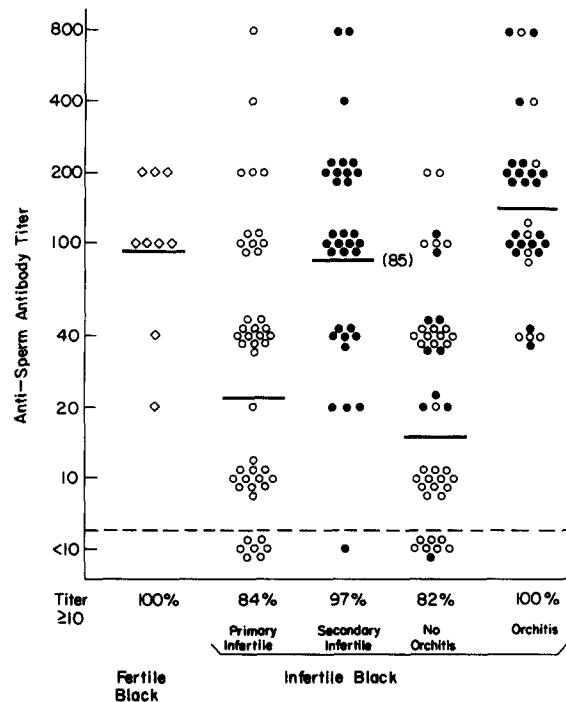 800
400
200
100
40
20
10
<10
Anti-Sperm Antibody Titer
(85)
Titer ≥10
100%
84%
97%
82%
100%
Primary Infertile
Secondary Infertile
No Orchitis
Orchitis
Fertile Black
Infertile Black